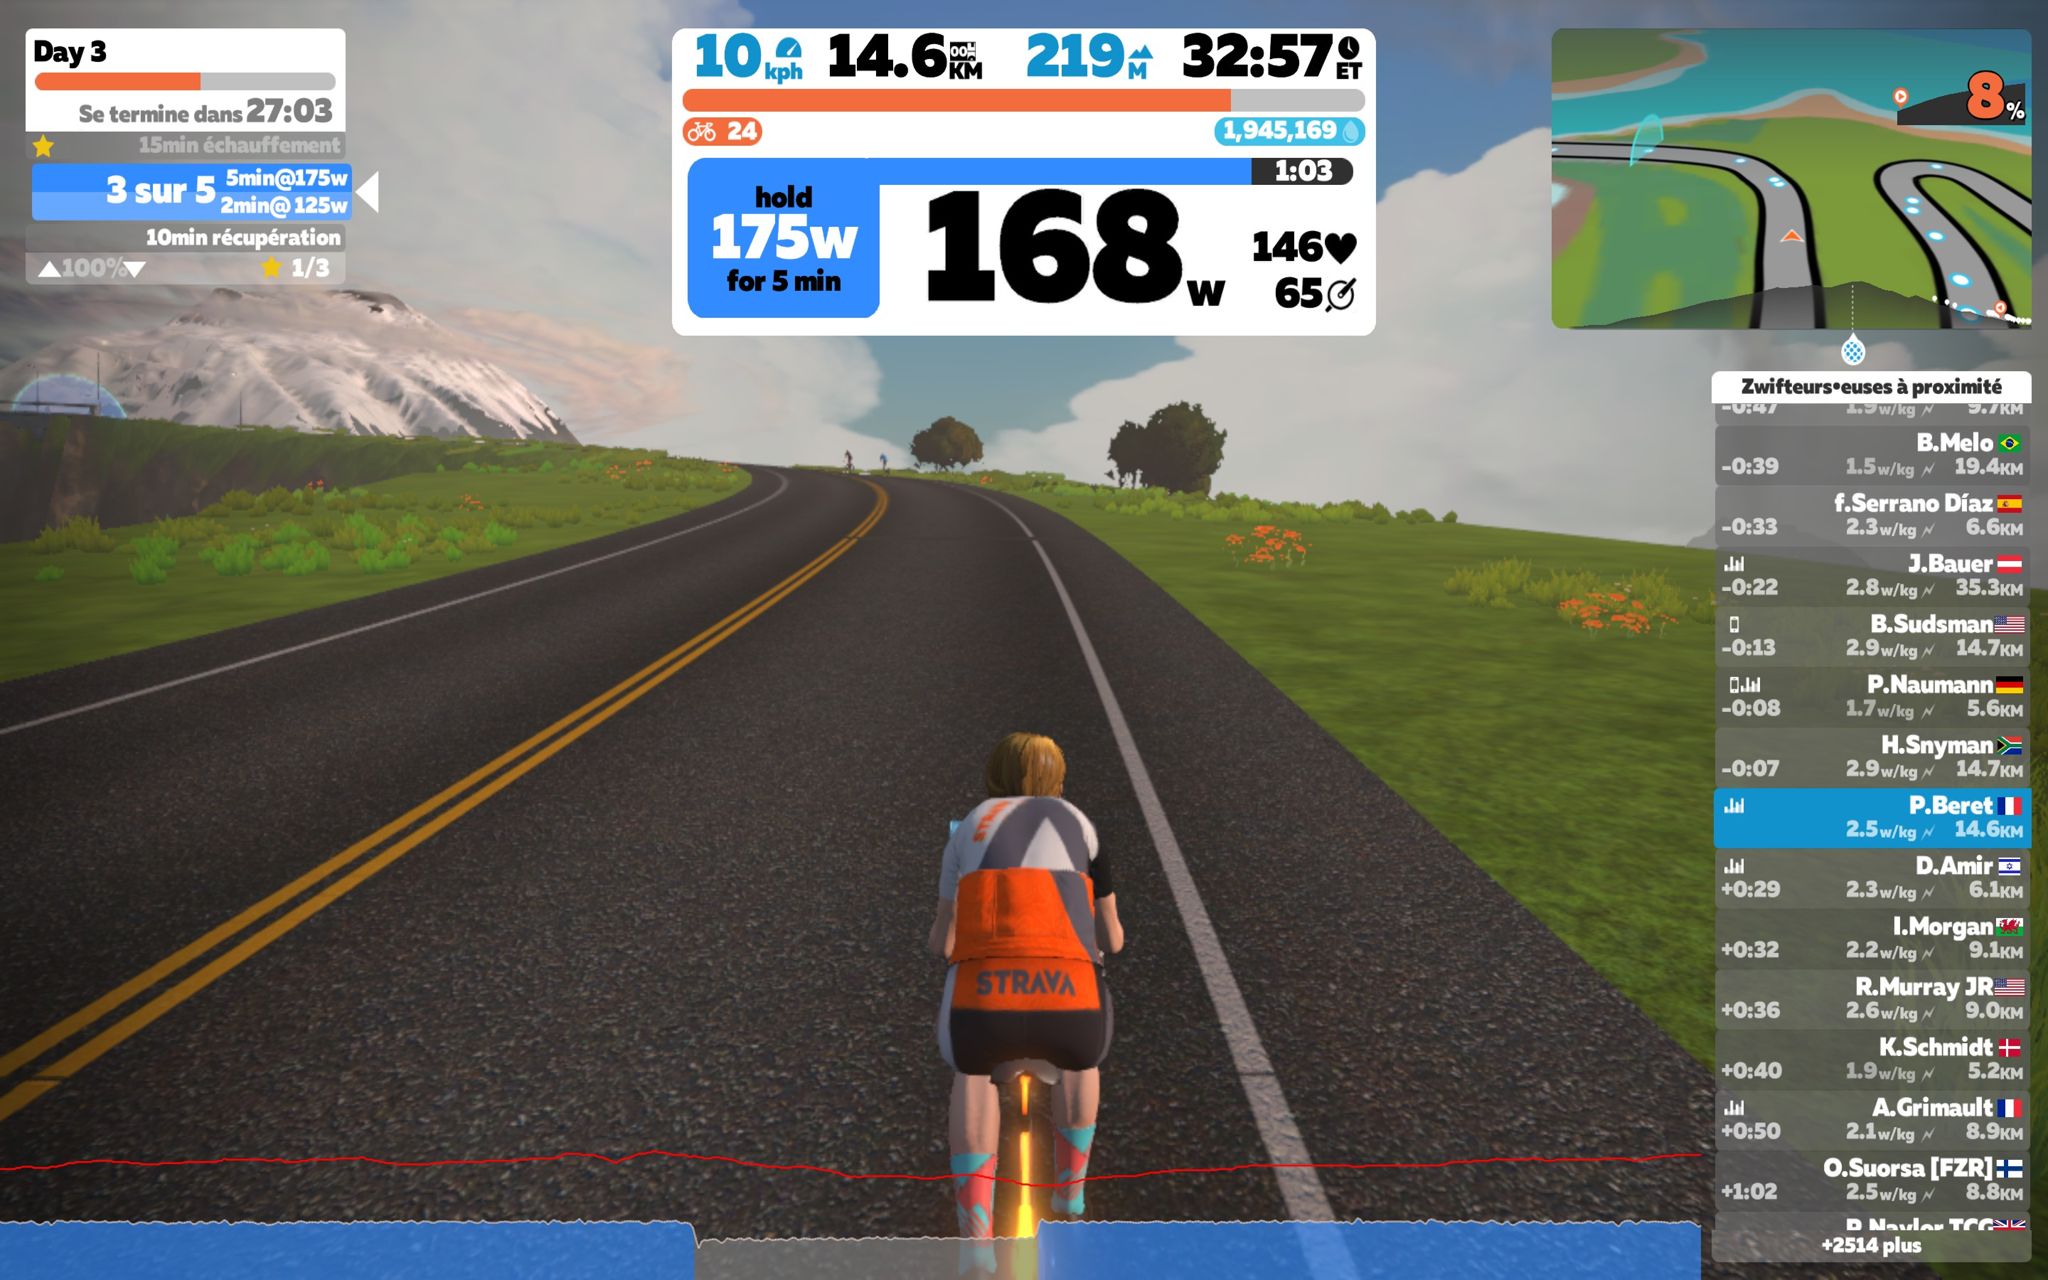 Day 3
Se termine dans 27:03
15min échauffement
3 sur 5 5min@175w
2min@ 125w
10min récupération
100% 1/3
10 kph 14.6 KM 219 M 32:57 ET
24 1,945,169
1:03
hold
175w
for 5 min
168 w
146
65
8%
Zwifteurs•euses à proximité
-0:47 1.9w/kg 9.7KM
B.Melo
-0:39 1.5w/kg 19.4KM
f.Serrano Díaz
-0:33 2.3w/kg 6.6KM
J.Bauer
-0:22 2.8w/kg 35.3KM
B.Sudsman
-0:13 2.9w/kg 14.7KM
P.Naumann
-0:08 1.7w/kg 5.6KM
H.Snyman
-0:07 2.9w/kg 14.7KM
P.Beret
2.5w/kg 14.6KM
D.Amir
+0:29 2.3w/kg 6.1KM
I.Morgan
+0:32 2.2w/kg 9.1KM
R.Murray JR
+0:36 2.6w/kg 9.0KM
K.Schmidt
+0:40 1.9w/kg 5.2KM
A.Grimault
+0:50 2.1w/kg 8.9KM
O.Suorsa [FZR]
+1:02 2.5w/kg 8.8KM
+2514 plus
STRAVA
STRAVA